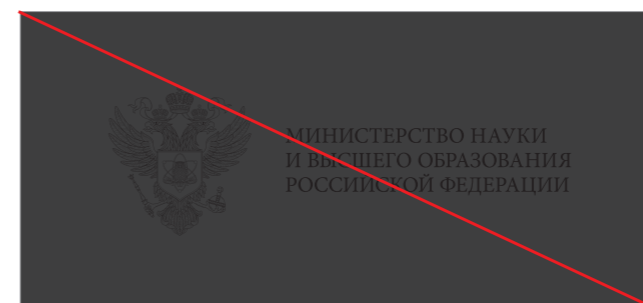 МИНИСТЕРСТВО НАУКИ
И ВЫСШЕГО ОБРАЗОВАНИЯ
РОССИЙСКОЙ ФЕДЕРАЦИИ